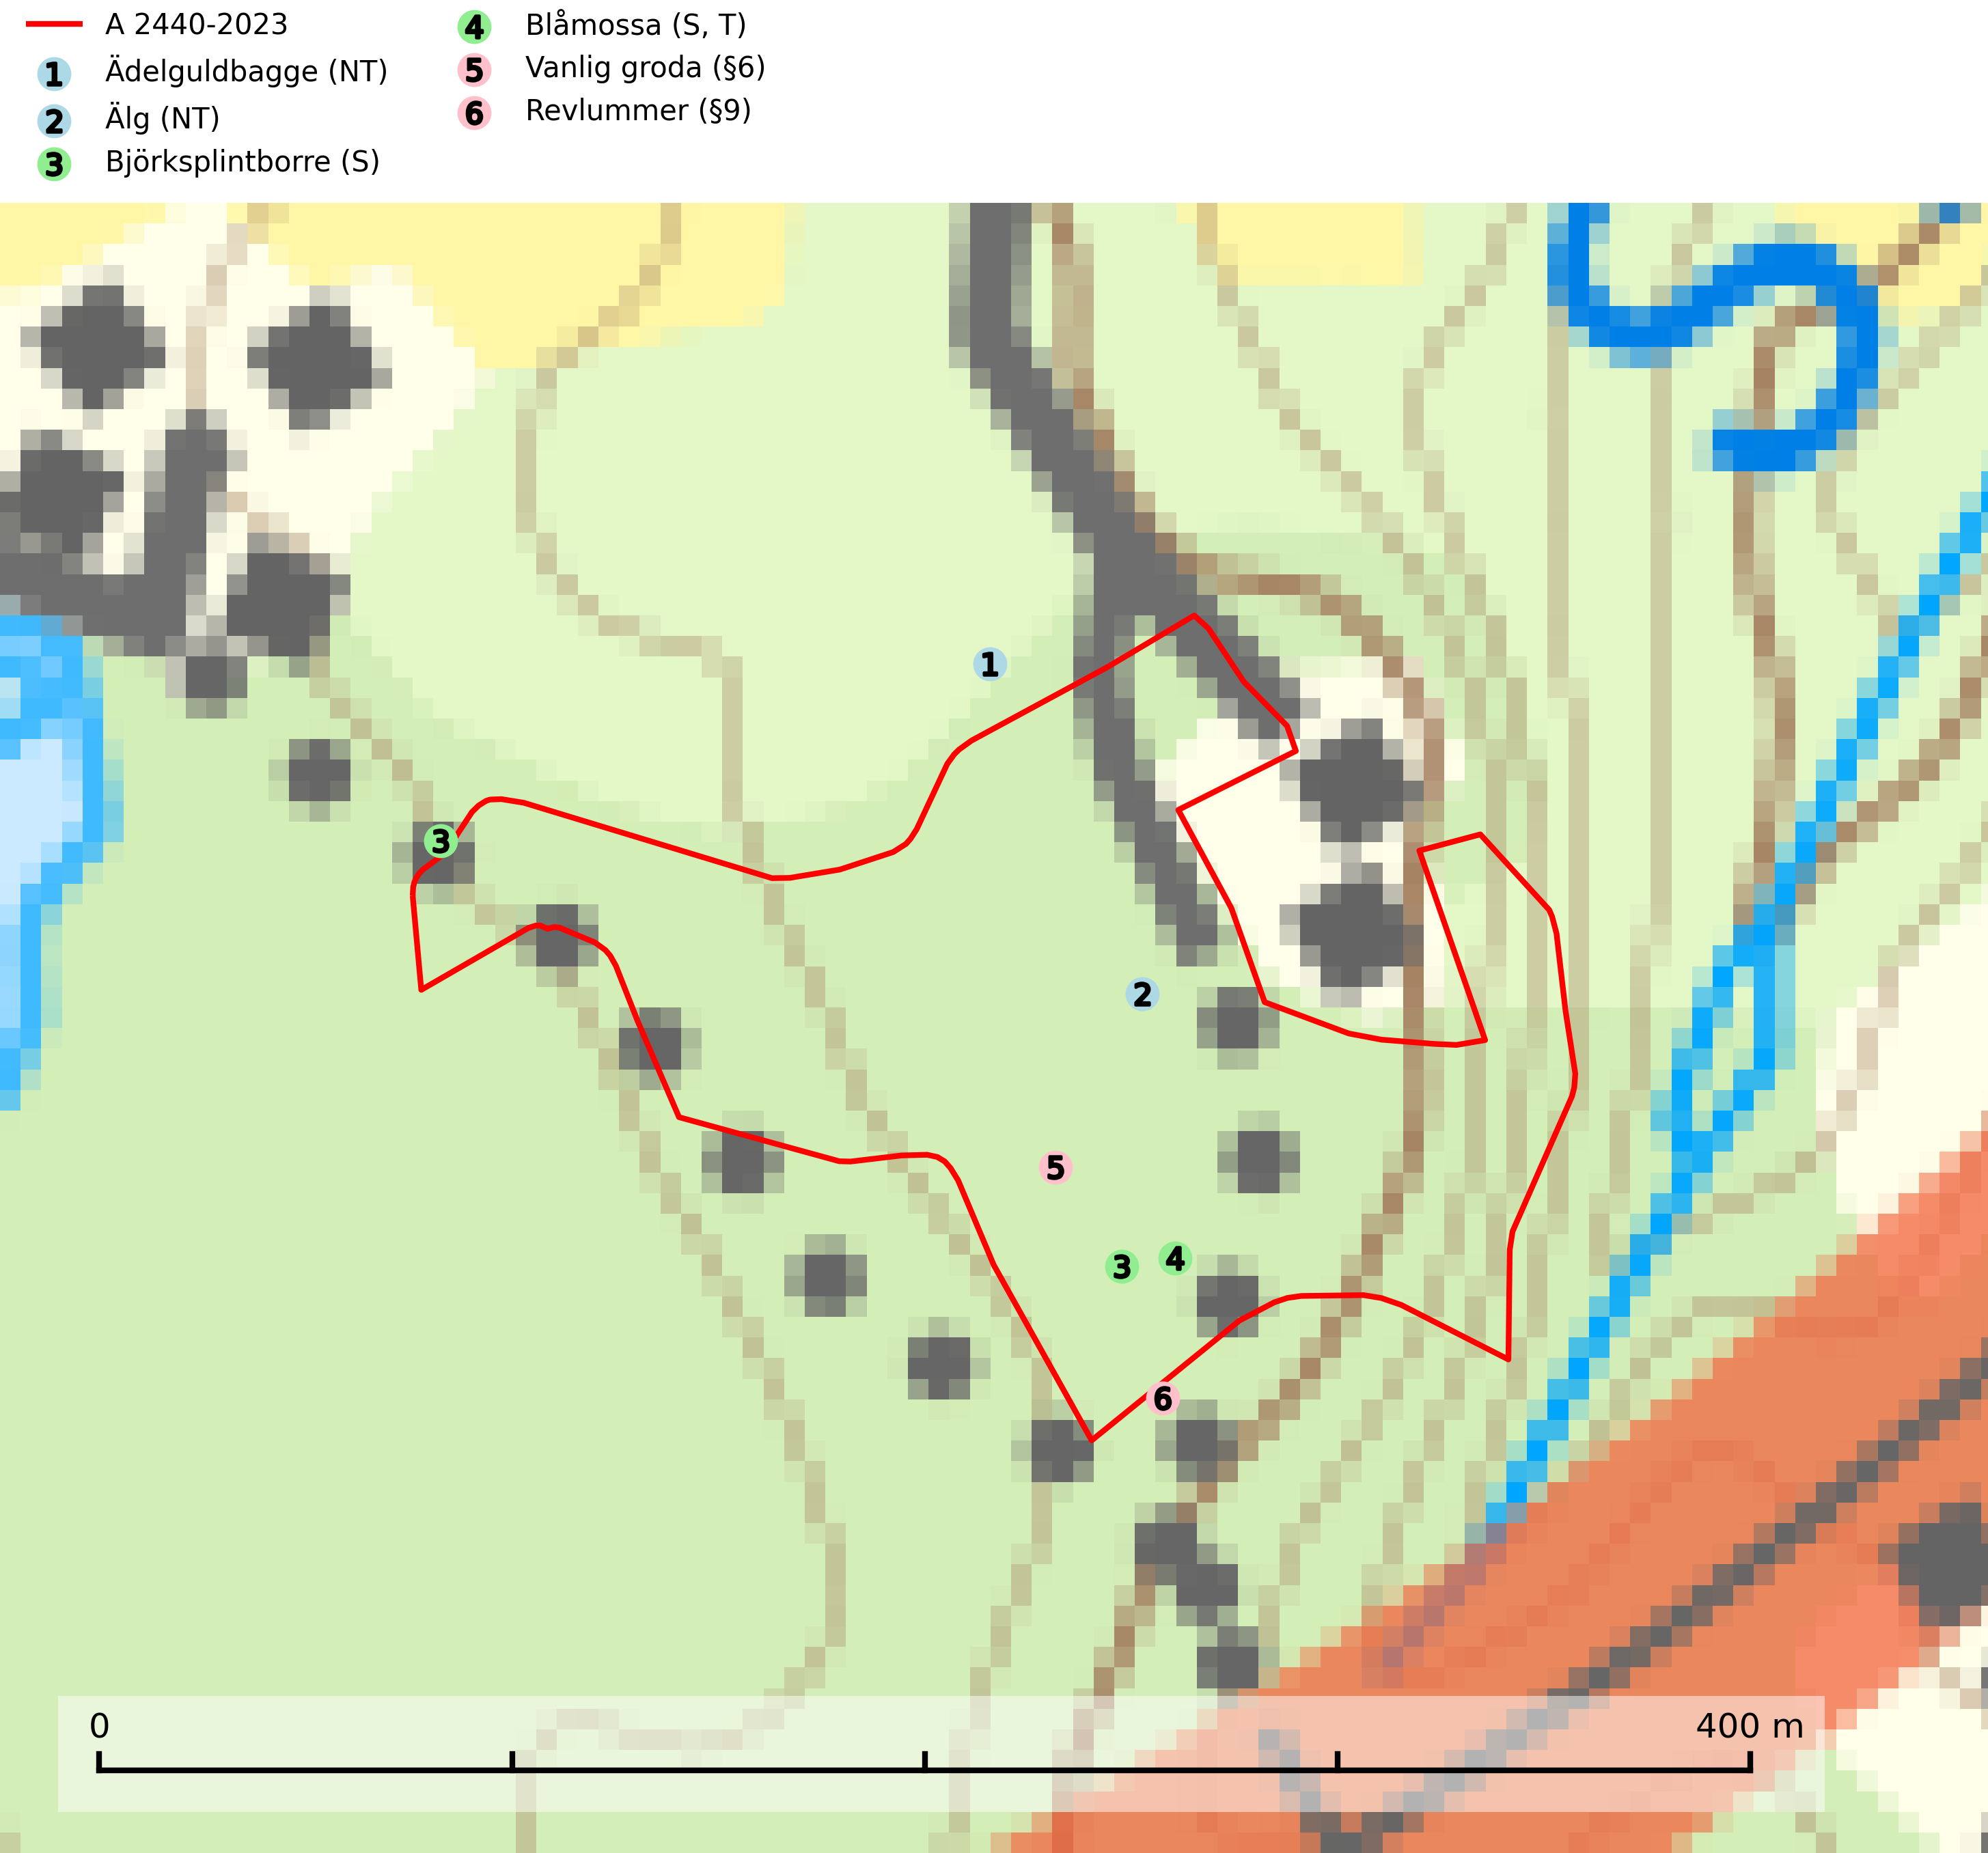 A 2440-2023
1 Ädelguldbagge (NT)
2 Älg (NT)
3 Björksplintborre (S)
4 Blåmossa (S, T)
5 Vanlig groda (§6)
6 Revlummer (§9)
1
3
2
5
3
4
6
0
400 m